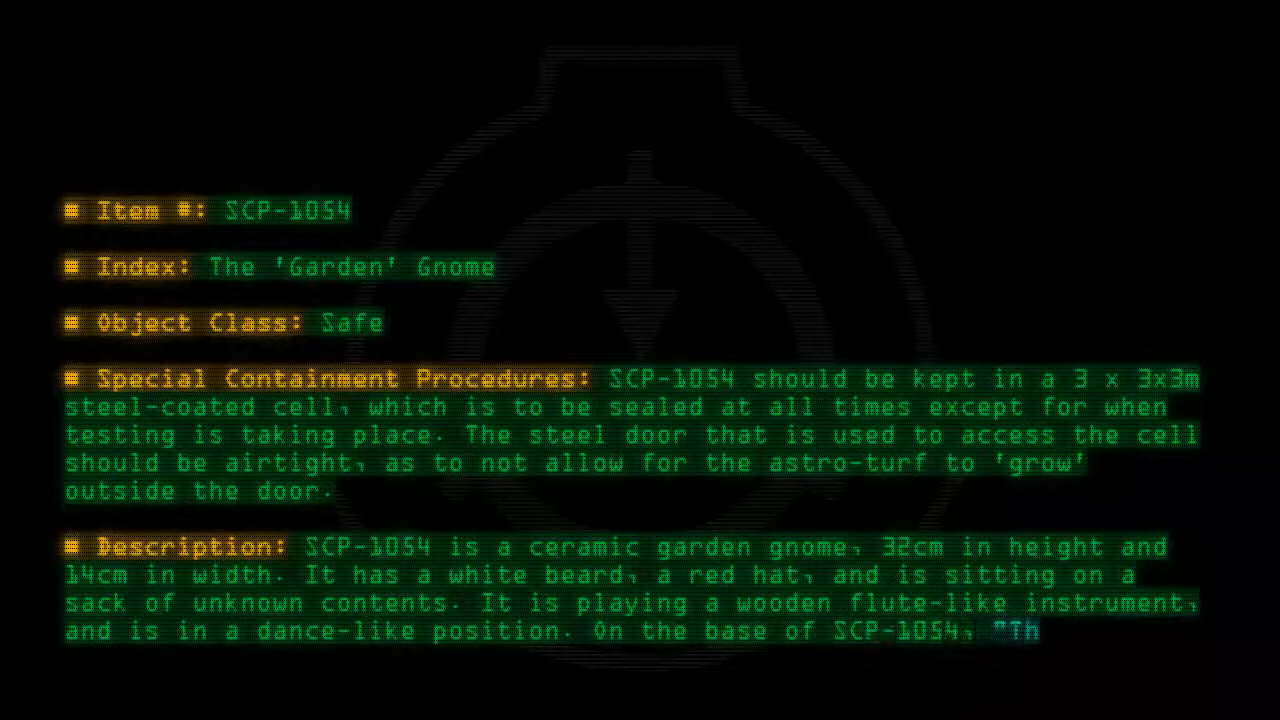 ■ Item #: SCP-1054
■ Index: The 'Garden' Gnome
■ Object Class: Safe
■ Special Containment Procedures: SCP-1054 should be kept in a 3 x 3x3m
steel-coated cell, which is to be sealed at all times except for when
testing is taking place. The steel door that is used to access the cell
should be airtight, as to not allow for the astro-turf to 'grow'
outside the door.
■ Description: SCP-1054 is a ceramic garden gnome, 32cm in height and
14cm in width. It has a white beard, a red hat, and is sitting on a
sack of unknown contents. It is playing a wooden flute-like instrument,
and is in a dance-like position. On the base of SCP-1054, "Th